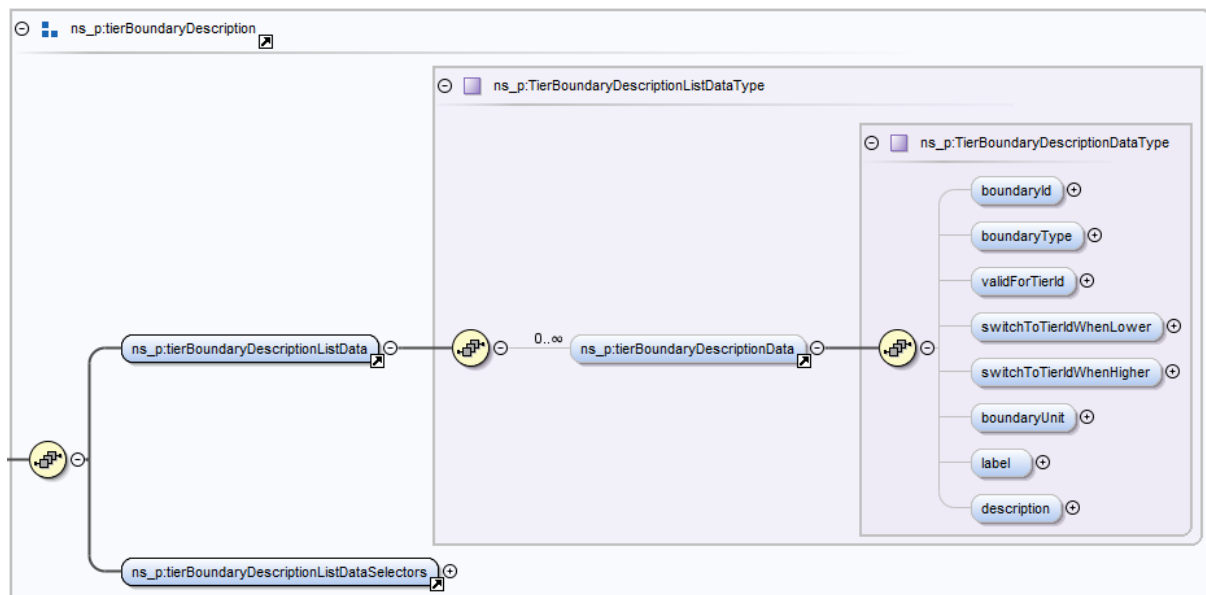 ns_p:tierBoundaryDescription
ns_p:TierBoundaryDescriptionListDataType
ns_p:TierBoundaryDescriptionDataType
boundaryId
boundaryType
validForTierId
switchToTierIdWhenLower
ns_p:tierBoundaryDescriptionListData
0..∞
ns_p:tierBoundaryDescriptionData
switchToTierIdWhenHigher
boundaryUnit
label
description
ns_p:tierBoundaryDescriptionListDataSelectors